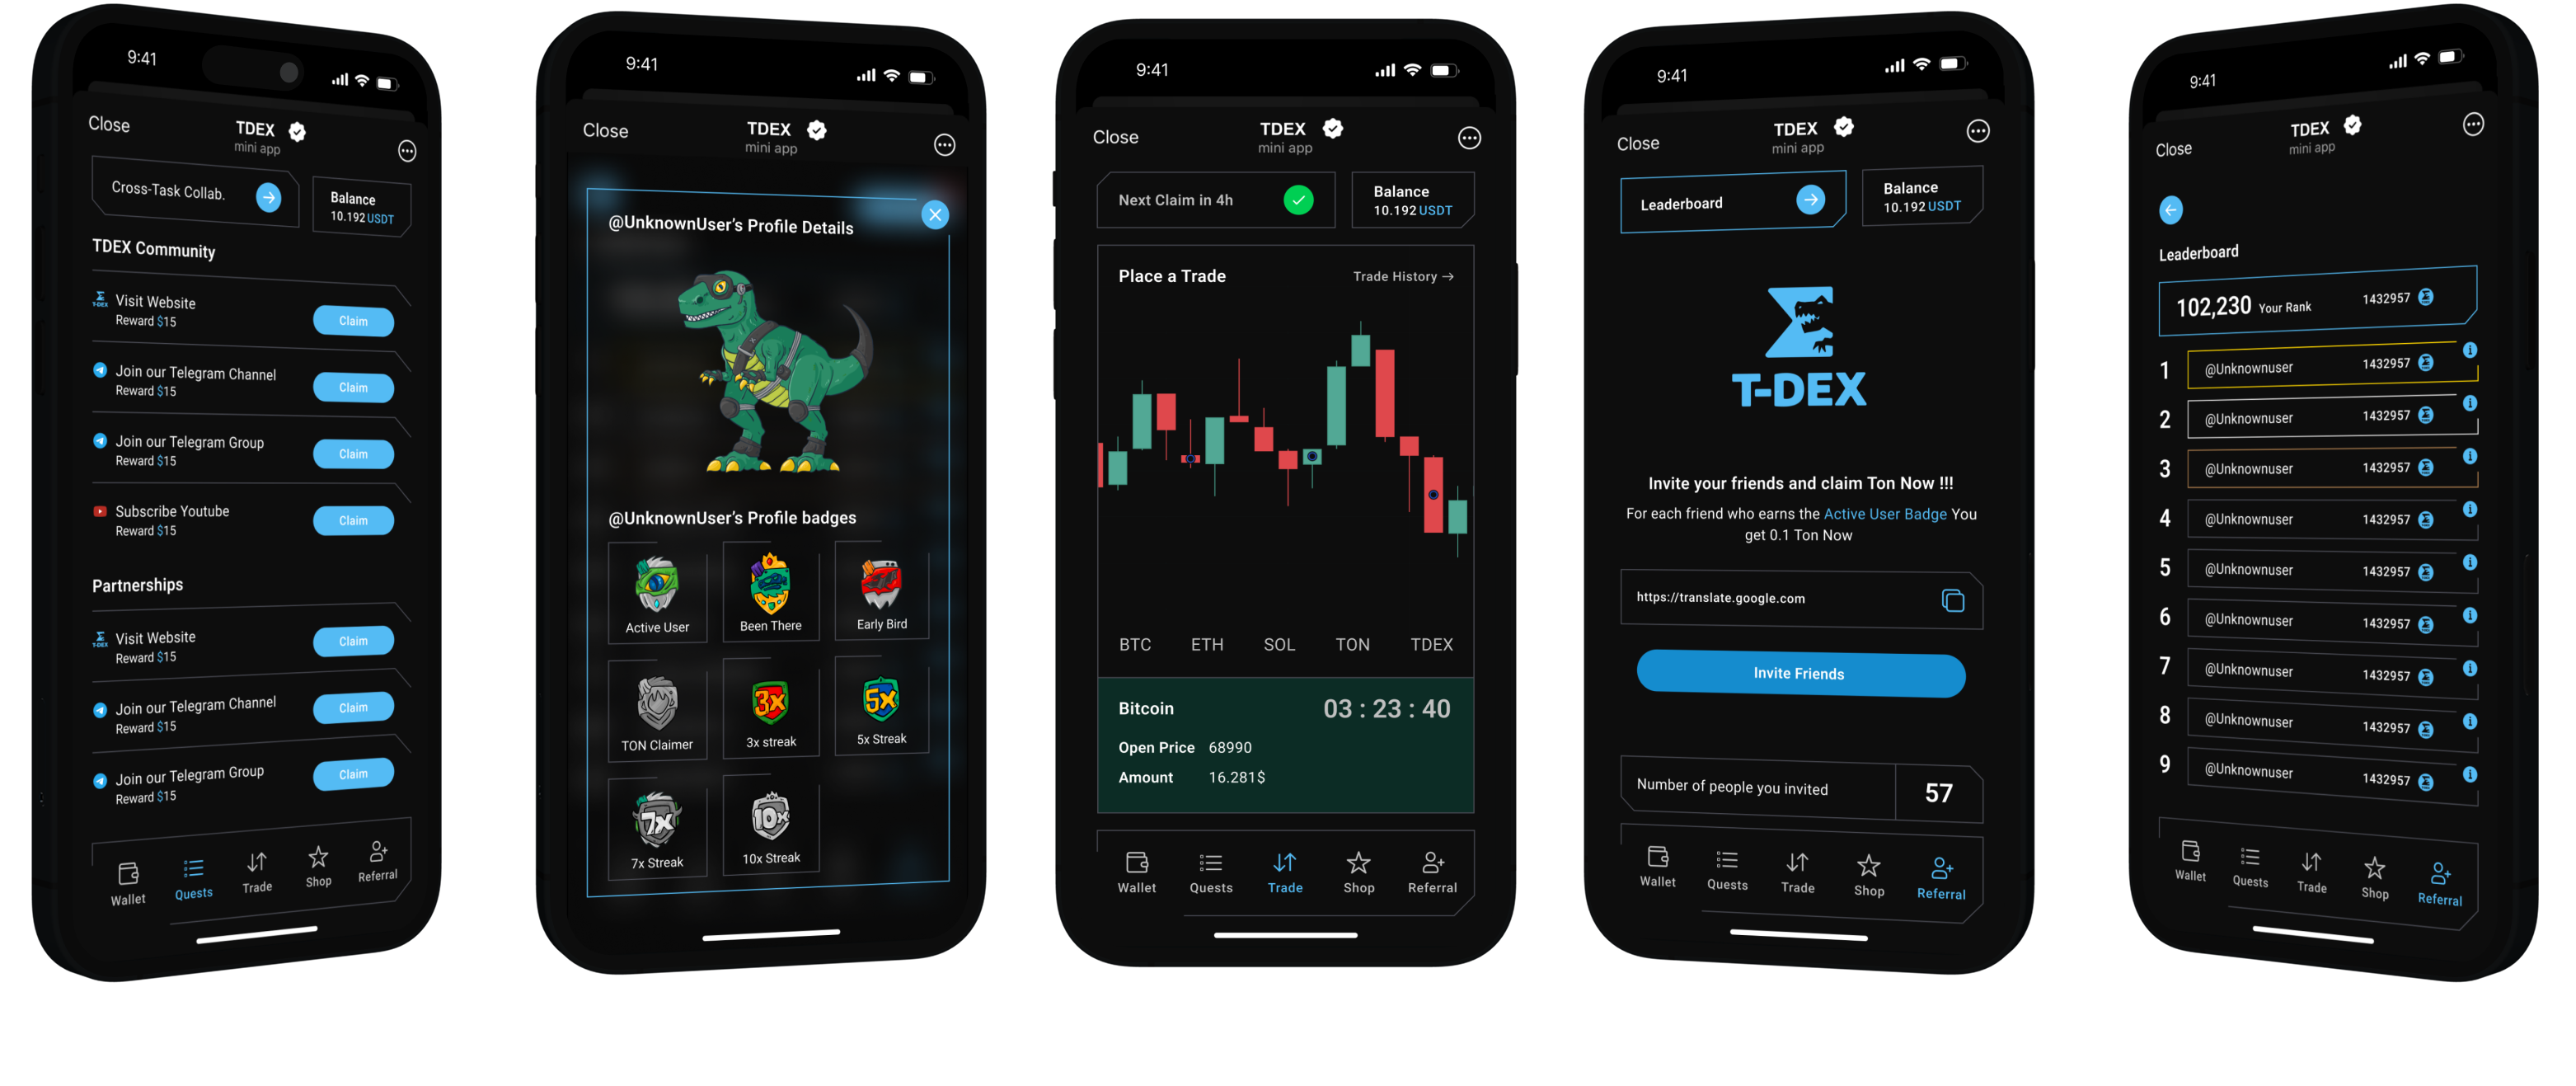 9:41
Close
TDEX
mini app
Cross-Task Collab.
Balance
10.192 USDT
TDEX Community
T-DEX
Visit Website
Reward $15
Claim
Join our Telegram Channel
Reward $15
Claim
Join our Telegram Group
Reward $15
Claim
Subscribe Youtube
Reward $15
Claim
Partnerships
T-DEX
Visit Website
Reward $15
Claim
Join our Telegram Channel
Reward $15
Claim
Join our Telegram Group
Reward $15
Claim
Wallet
Quests
Trade
Shop
Referral
9:41
Close
TDEX
mini app
@UnknownUser’s Profile Details
@UnknownUser’s Profile badges
Active User
Been There
Early Bird
TON Claimer
3x
3x streak
5x
5x Streak
7x
7x Streak
10x
10x Streak
9:41
Close
TDEX
mini app
Next Claim in 4h
Balance
10.192 USDT
Place a Trade
Trade History →
BTC ETH SOL TON TDEX
Bitcoin
03 : 23 : 40
Open Price 68990
Amount 16.281$
Wallet
Quests
Trade
Shop
Referral
9:41
Close
TDEX
mini app
Leaderboard
Balance
10.192 USDT
T-DEX
Invite your friends and claim Ton Now !!!
For each friend who earns the Active User Badge You
get 0.1 Ton Now
https://translate.google.com
Invite Friends
Number of people you invited
57
Wallet
Quests
Trade
Shop
Referral
9:41
Close
TDEX
mini app
Leaderboard
102,230 Your Rank 1432957
1 @Unknownuser 1432957
2 @Unknownuser 1432957
3 @Unknownuser 1432957
4 @Unknownuser 1432957
5 @Unknownuser 1432957
6 @Unknownuser 1432957
7 @Unknownuser 1432957
8 @Unknownuser 1432957
9 @Unknownuser 1432957
Wallet
Quests
Trade
Shop
Referral